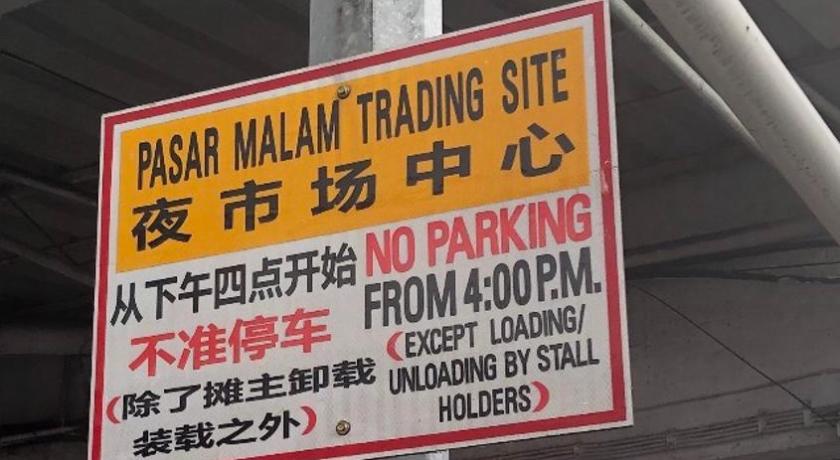 PASAR MALAM TRADING SITE
夜市场中心
从下午四点开始
不准停车
(除了摊主卸载
装载之外)
NO PARKING
FROM 4:00 P.M.
(EXCEPT LOADING/
UNLOADING BY STALL
HOLDERS)